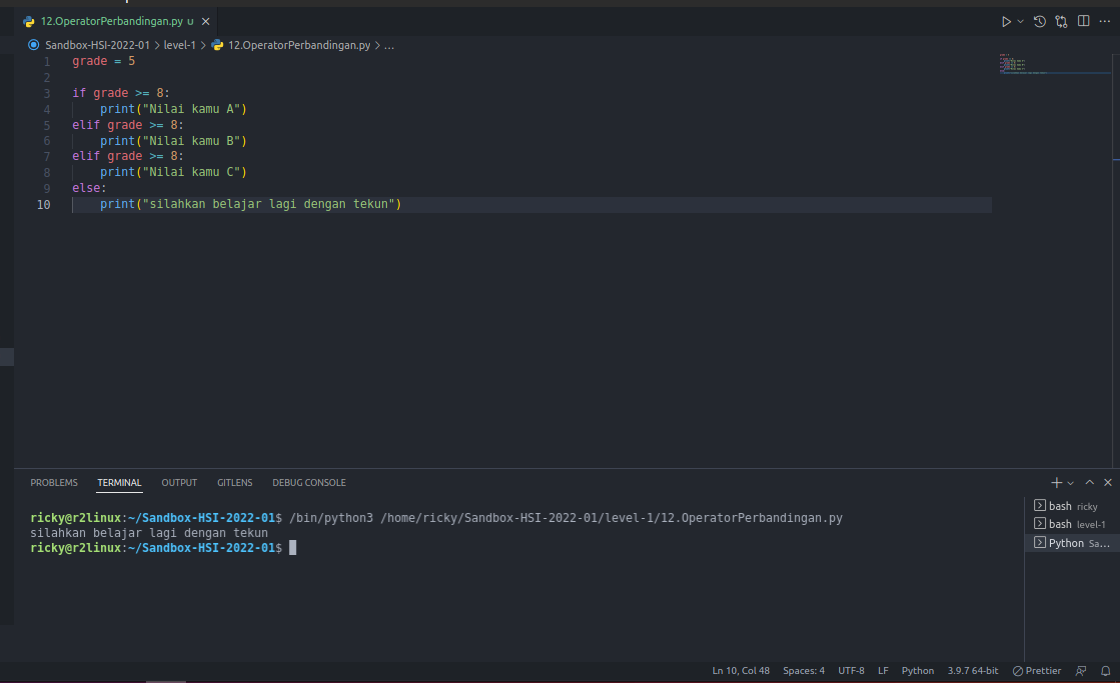 12.OperatorPerbandingan.py U
Sandbox-HSI-2022-01 > level-1 > 12.OperatorPerbandingan.py > ...
1 grade = 5
2
3 if grade >= 8:
4 print("Nilai kamu A")
5 elif grade >= 8:
6 print("Nilai kamu B")
7 elif grade >= 8:
8 print("Nilai kamu C")
9 else:
10 print("silahkan belajar lagi dengan tekun")
PROBLEMS TERMINAL OUTPUT GITLENS DEBUG CONSOLE
ricky@r2linux:~/Sandbox-HSI-2022-01$ /bin/python3 /home/ricky/Sandbox-HSI-2022-01/level-1/12.OperatorPerbandingan.py
silahkan belajar lagi dengan tekun
ricky@r2linux:~/Sandbox-HSI-2022-01$
bash ricky
bash level-1
Python Sa...
Ln 10, Col 48 Spaces: 4 UTF-8 LF Python 3.9.7 64-bit Prettier